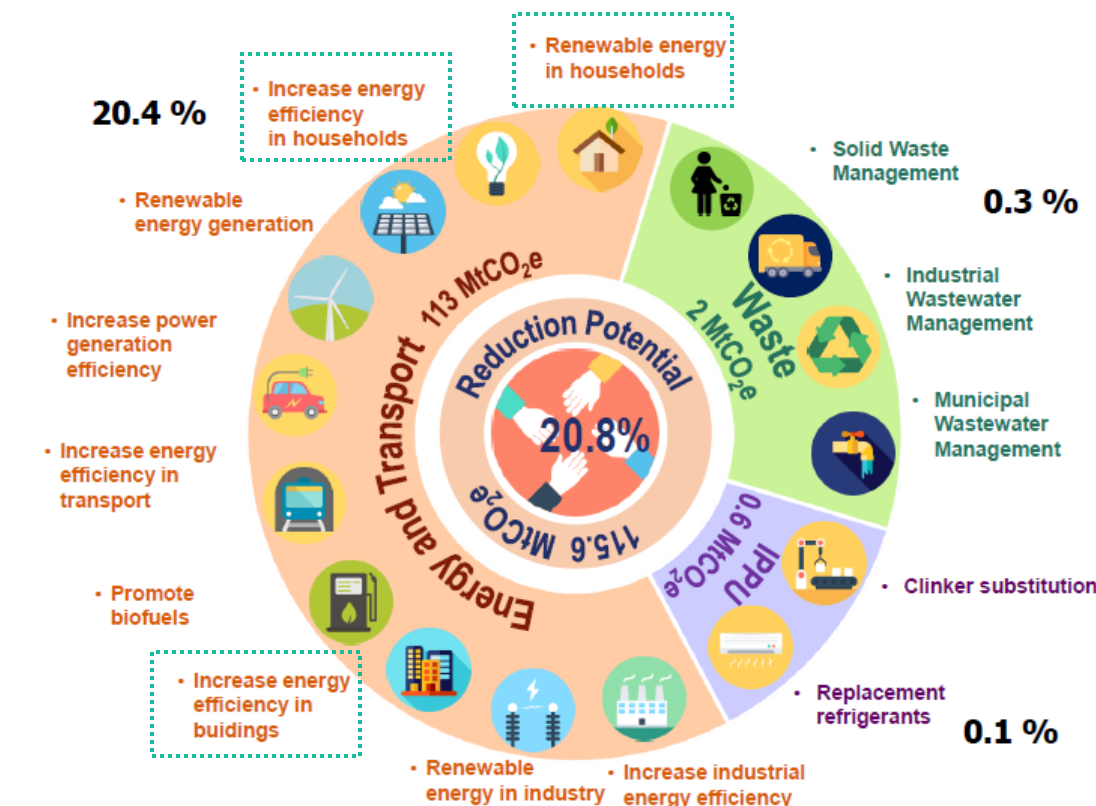 • Renewable energy
in households
• Increase energy
efficiency
in households
20.4 %
• Renewable
energy generation
• Increase power
generation
efficiency
• Increase energy
efficiency in
transport
• Promote
biofuels
• Increase energy
efficiency in
buidings
• Renewable
energy in industry
• Increase industrial
energy efficiency
Energy and Transport 113 MtCO₂e
Reduction Potential
20.8%
115.6 MtCO₂e
Waste
2 MtCO₂e
IPPU
0.6 MtCO₂e
• Solid Waste
Management
0.3 %
• Industrial
Wastewater
Management
• Municipal
Wastewater
Management
• Clinker substitution
• Replacement
refrigerants
0.1 %